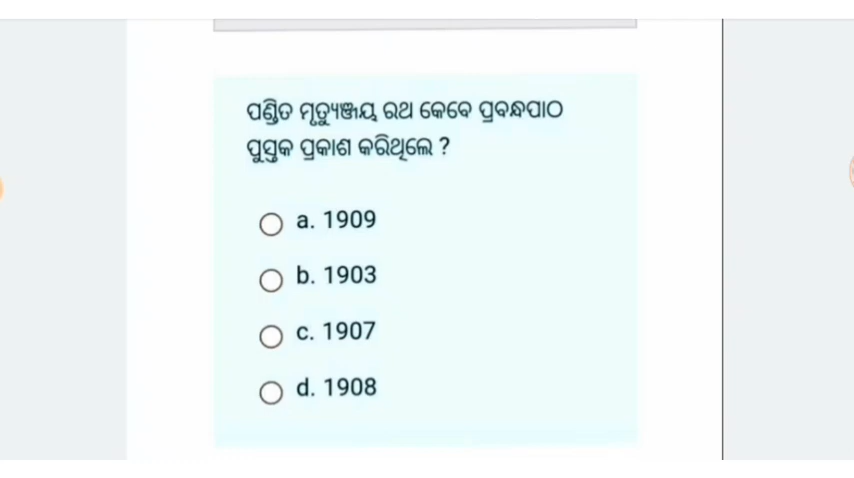 ପଣ୍ଡିତ ମୃତ୍ୟୁଞ୍ଜୟ ରଥ କେବେ ପ୍ରବନ୍ଧପାଠ
ପୁସ୍ତକ ପ୍ରକାଶ କରିଥିଲେ ?
a. 1909
b. 1903
c. 1907
d. 1908